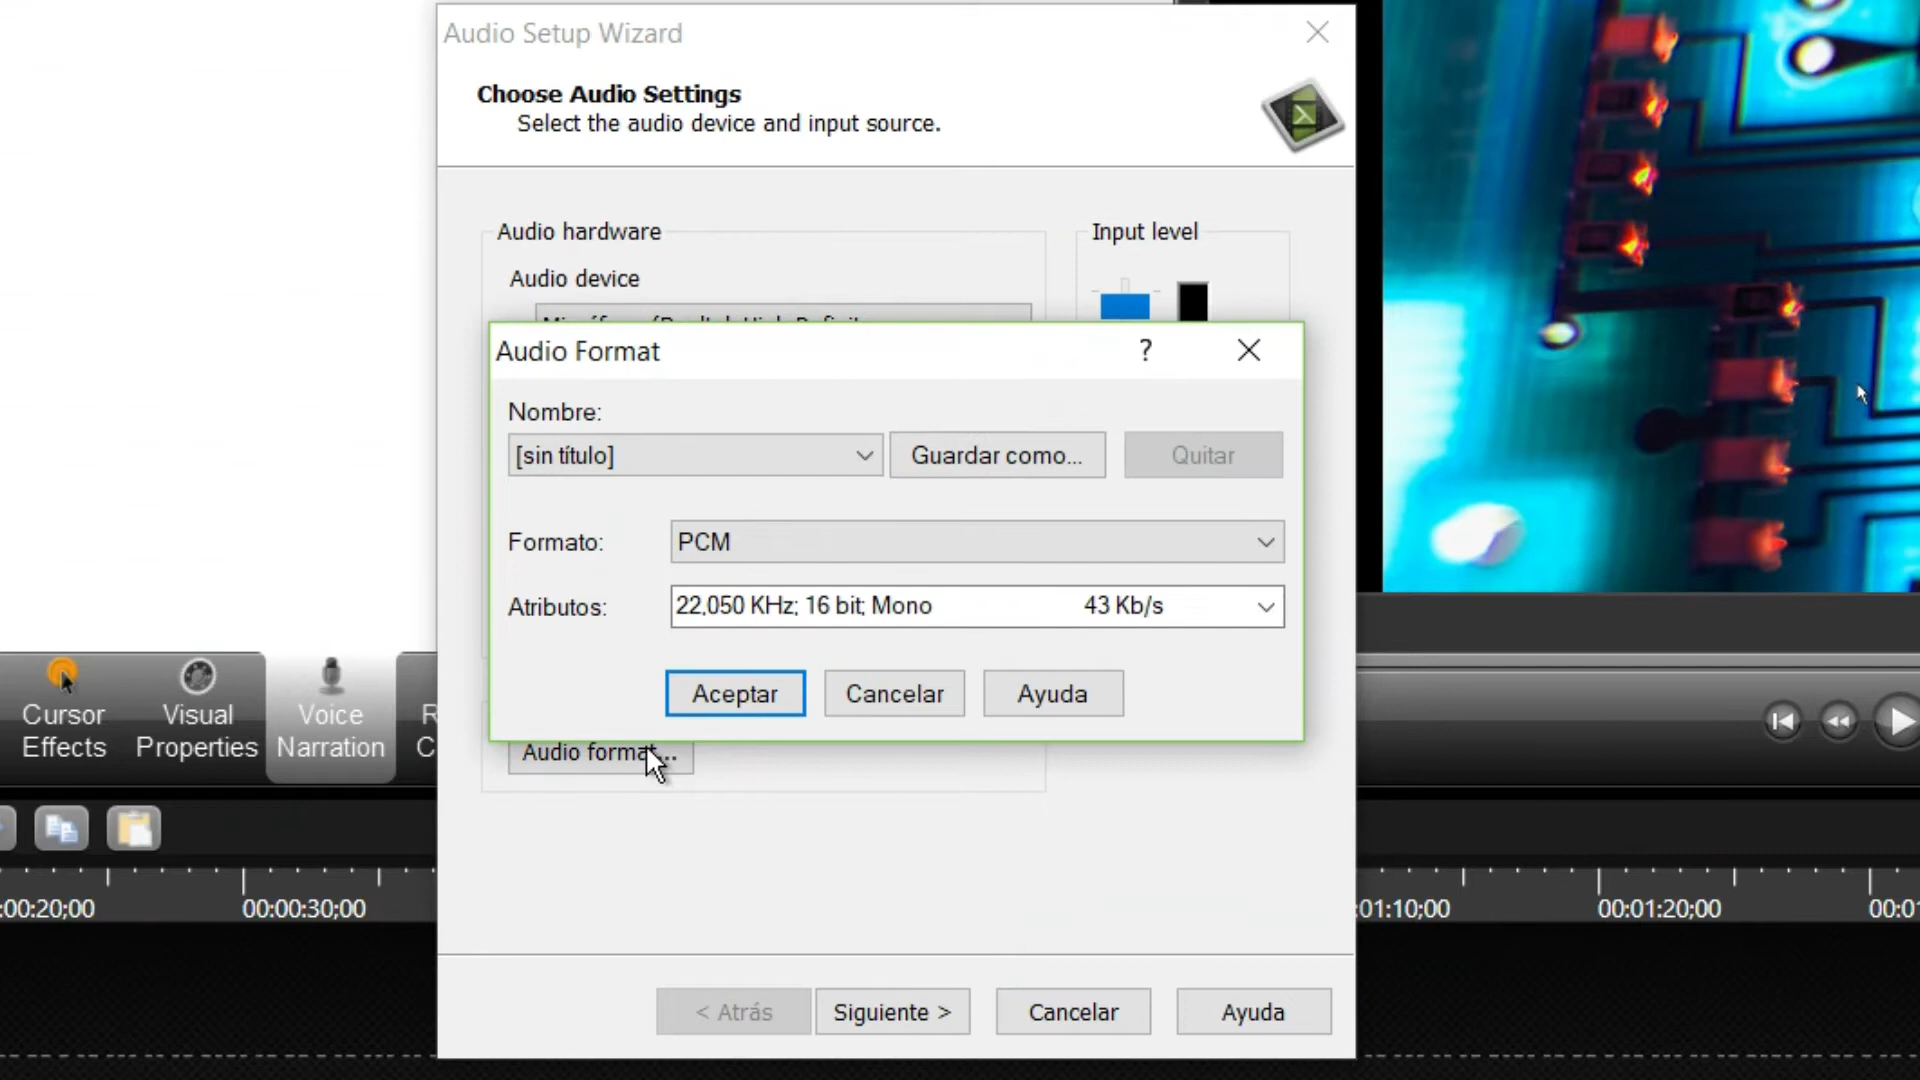 Audio Setup Wizard
Choose Audio Settings
Select the audio device and input source.
Audio hardware
Input level
Audio device
Audio Format
?
Nombre:
[sin título]
Guardar como...
Quitar
Formato:
PCM
Atributos:
22,050 KHz; 16 bit; Mono 43 Kb/s
Aceptar
Cancelar
Ayuda
Cursor
Effects
Visual
Properties
Voice
Narration
R
C
Audio format...
:00:20;00
00:00:30;00
:01:10;00
00:01:20;00
00:0
< Atrás
Siguiente >
Cancelar
Ayuda